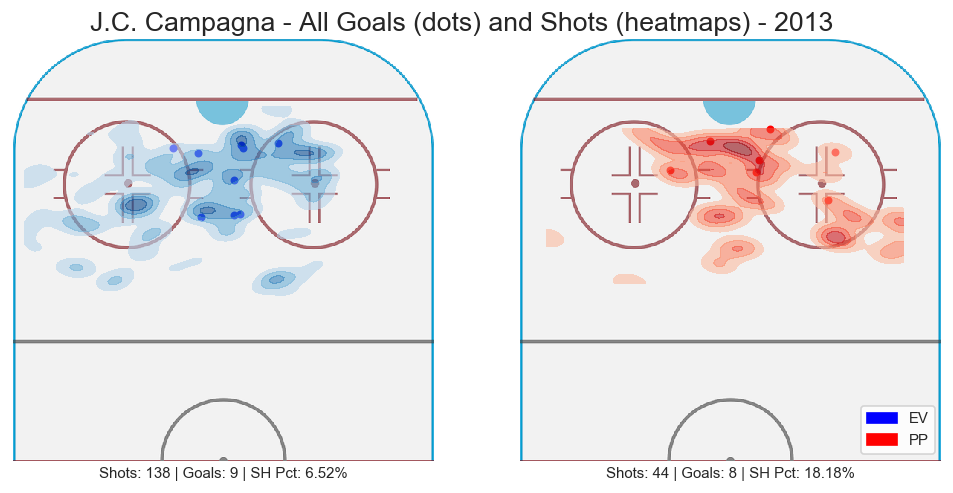 J.C. Campagna - All Goals (dots) and Shots (heatmaps) - 2013
EV
PP
Shots: 138 | Goals: 9 | SH Pct: 6.52%
Shots: 44 | Goals: 8 | SH Pct: 18.18%